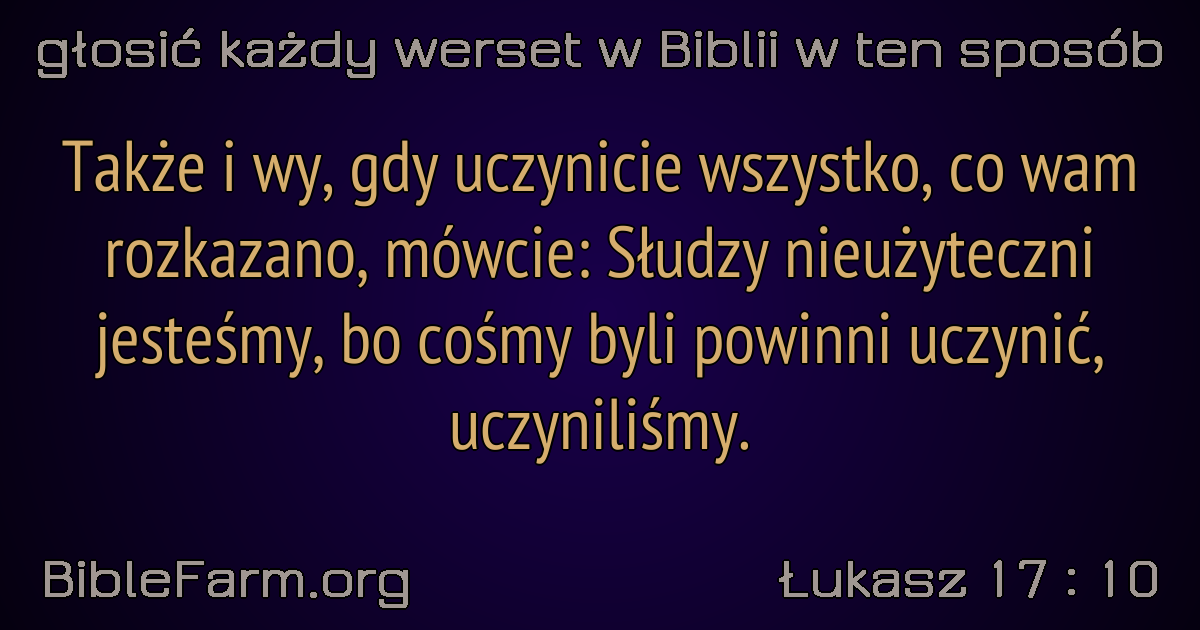 głosić każdy werset w Biblii w ten sposób
Także i wy, gdy uczynicie wszystko, co wam
rozkazano, mówcie: Słudzy nieużyteczni
jesteśmy, bo cośmy byli powinni uczynić,
uczyniliśmy.
BibleFarm.org
Łukasz 17 : 10